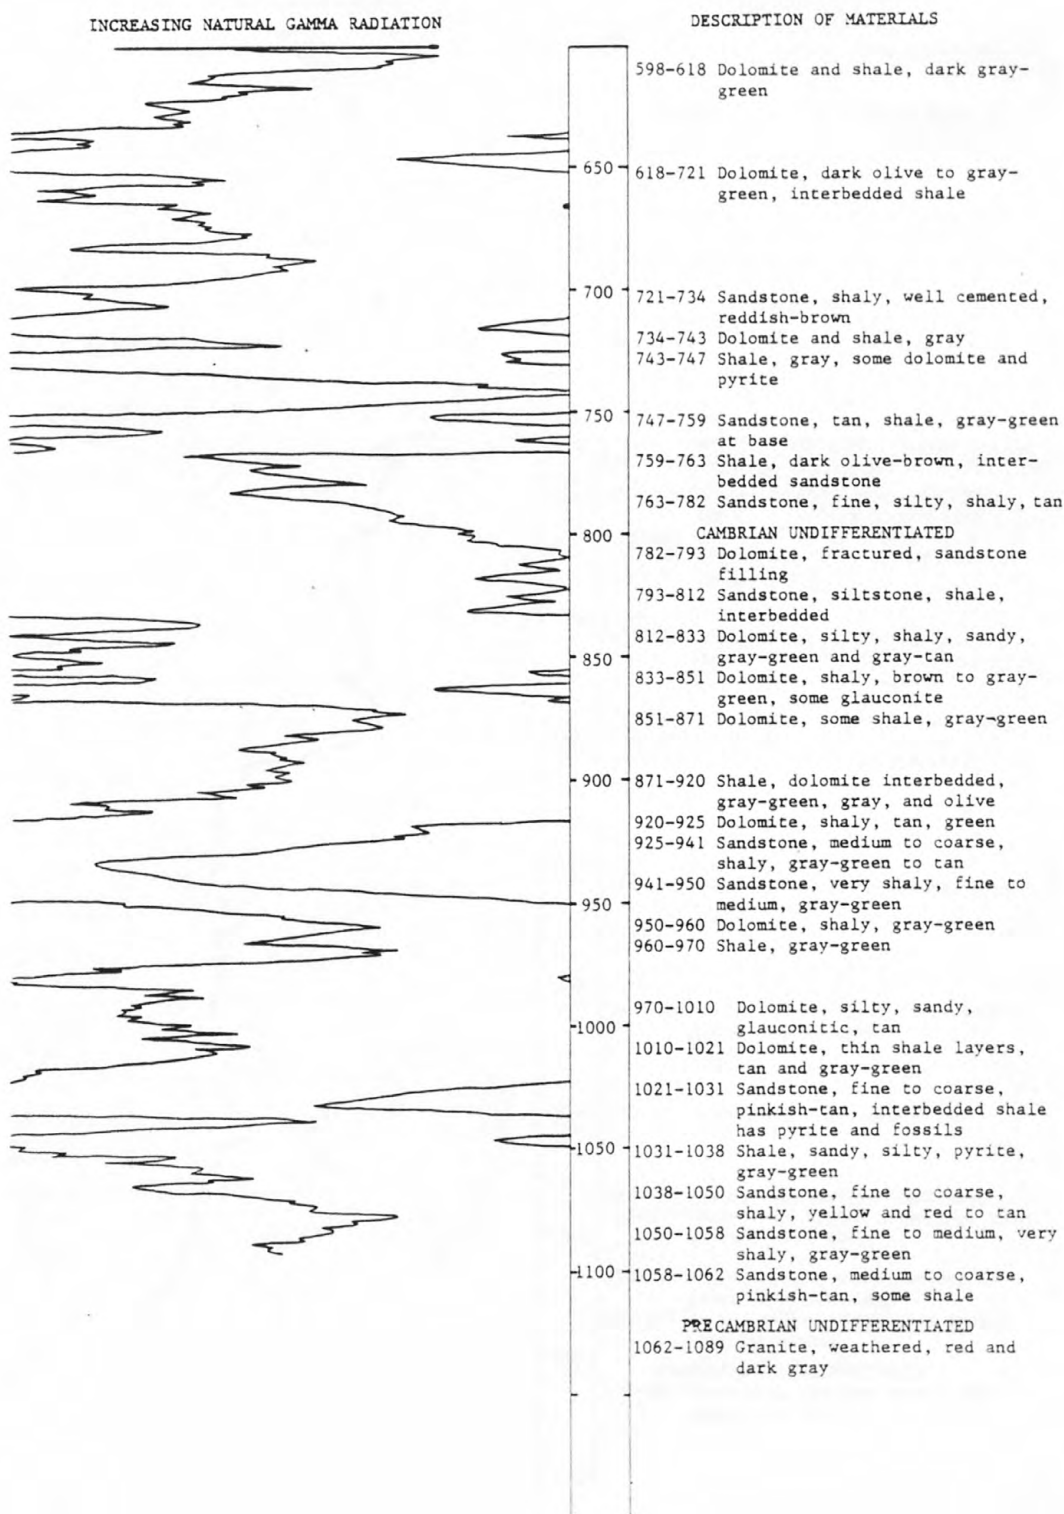 INCREASING NATURAL GAMMA RADIATION
DESCRIPTION OF MATERIALS
598-618 Dolomite and shale, dark gray-
green
650
618-721 Dolomite, dark olive to gray-
green, interbedded shale
700
721-734 Sandstone, shaly, well cemented,
reddish-brown
734-743 Dolomite and shale, gray
743-747 Shale, gray, some dolomite and
pyrite
750
747-759 Sandstone, tan, shale, gray-green
at base
759-763 Shale, dark olive-brown, inter-
bedded sandstone
763-782 Sandstone, fine, silty, shaly, tan
800
CAMBRIAN UNDIFFERENTIATED
782-793 Dolomite, fractured, sandstone
filling
793-812 Sandstone, siltstone, shale,
interbedded
812-833 Dolomite, silty, shaly, sandy,
gray-green and gray-tan
850
833-851 Dolomite, shaly, brown to gray-
green, some glauconite
851-871 Dolomite, some shale, gray-green
900
871-920 Shale, dolomite interbedded,
gray-green, gray, and olive
920-925 Dolomite, shaly, tan, green
925-941 Sandstone, medium to coarse,
shaly, gray-green to tan
941-950 Sandstone, very shaly, fine to
medium, gray-green
950
950-960 Dolomite, shaly, gray-green
960-970 Shale, gray-green
970-1010 Dolomite, silty, sandy,
glauconitic, tan
1000
1010-1021 Dolomite, thin shale layers,
tan and gray-green
1021-1031 Sandstone, fine to coarse,
pinkish-tan, interbedded shale
has pyrite and fossils
1050
1031-1038 Shale, sandy, silty, pyrite,
gray-green
1038-1050 Sandstone, fine to coarse,
shaly, yellow and red to tan
1050-1058 Sandstone, fine to medium, very
shaly, gray-green
1100
1058-1062 Sandstone, medium to coarse,
pinkish-tan, some shale
PRECAMBRIAN UNDIFFERENTIATED
1062-1089 Granite, weathered, red and
dark gray